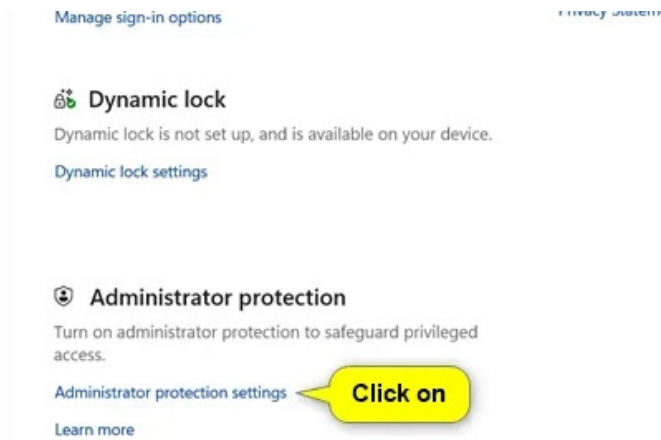 Manage sign-in options
Dynamic lock
Dynamic lock is not set up, and is available on your device.
Dynamic lock settings
Administrator protection
Turn on administrator protection to safeguard privileged
access.
Administrator protection settings
Click on
Learn more